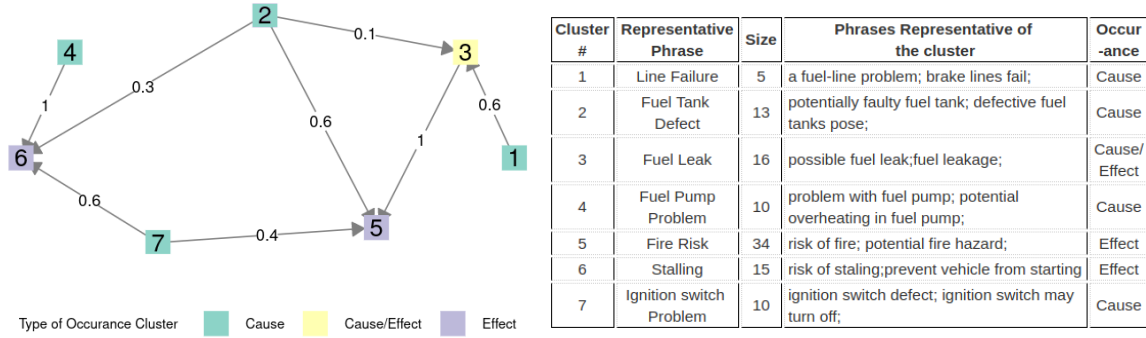 2
0.1
3
4
0.3
1
0.6
0.6
1
6
1
0.6
5
7
0.4
Type of Occurance Cluster Cause Cause/Effect Effect
Cluster # Representative Phrase Size Phrases Representative of the cluster Occur-ance
1 Line Failure 5 a fuel-line problem; brake lines fail; Cause
2 Fuel Tank Defect 13 potentially faulty fuel tank; defective fuel tanks pose; Cause
3 Fuel Leak 16 possible fuel leak;fuel leakage; Cause/Effect
4 Fuel Pump Problem 10 problem with fuel pump; potential overheating in fuel pump; Cause
5 Fire Risk 34 risk of fire; potential fire hazard; Effect
6 Stalling 15 risk of staling;prevent vehicle from starting Effect
7 Ignition switch Problem 10 ignition switch defect; ignition switch may turn off; Cause